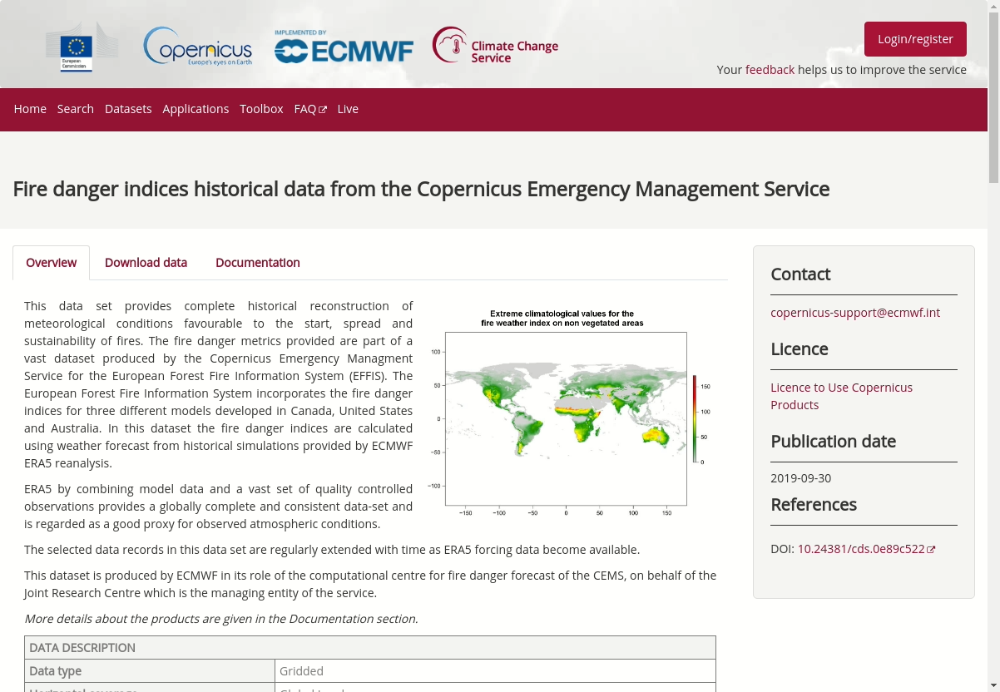 European
Commission
opernicus
Europe's eyes on Earth
IMPLEMENTED BY
ECMWF
Climate Change
Service
Login/register
Your feedback helps us to improve the service
Home Search Datasets Applications Toolbox FAQ Live
Fire danger indices historical data from the Copernicus Emergency Management Service
Overview Download data Documentation
This data set provides complete historical reconstruction of
meteorological conditions favourable to the start, spread and
sustainability of fires. The fire danger metrics provided are part of a
vast dataset produced by the Copernicus Emergency Managment
Service for the European Forest Fire Information System (EFFIS). The
European Forest Fire Information System incorporates the fire danger
indices for three different models developed in Canada, United States
and Australia. In this dataset the fire danger indices are calculated
using weather forecast from historical simulations provided by ECMWF
ERA5 reanalysis.
ERA5 by combining model data and a vast set of quality controlled
observations provides a globally complete and consistent data-set and
is regarded as a good proxy for observed atmospheric conditions.
Extreme climatological values for the
fire weather index on non vegetated areas
100
50
0
−50
−100
−150 −100 −50 0 50 100 150
150
100
50
0
The selected data records in this data set are regularly extended with time as ERA5 forcing data become available.
This dataset is produced by ECMWF in its role of the computational centre for fire danger forecast of the CEMS, on behalf of the
Joint Research Centre which is the managing entity of the service.
More details about the products are given in the Documentation section.
DATA DESCRIPTION
Data type Gridded
Contact
copernicus-support@ecmwf.int
Licence
Licence to Use Copernicus
Products
Publication date
2019-09-30
References
DOI: 10.24381/cds.0e89c522